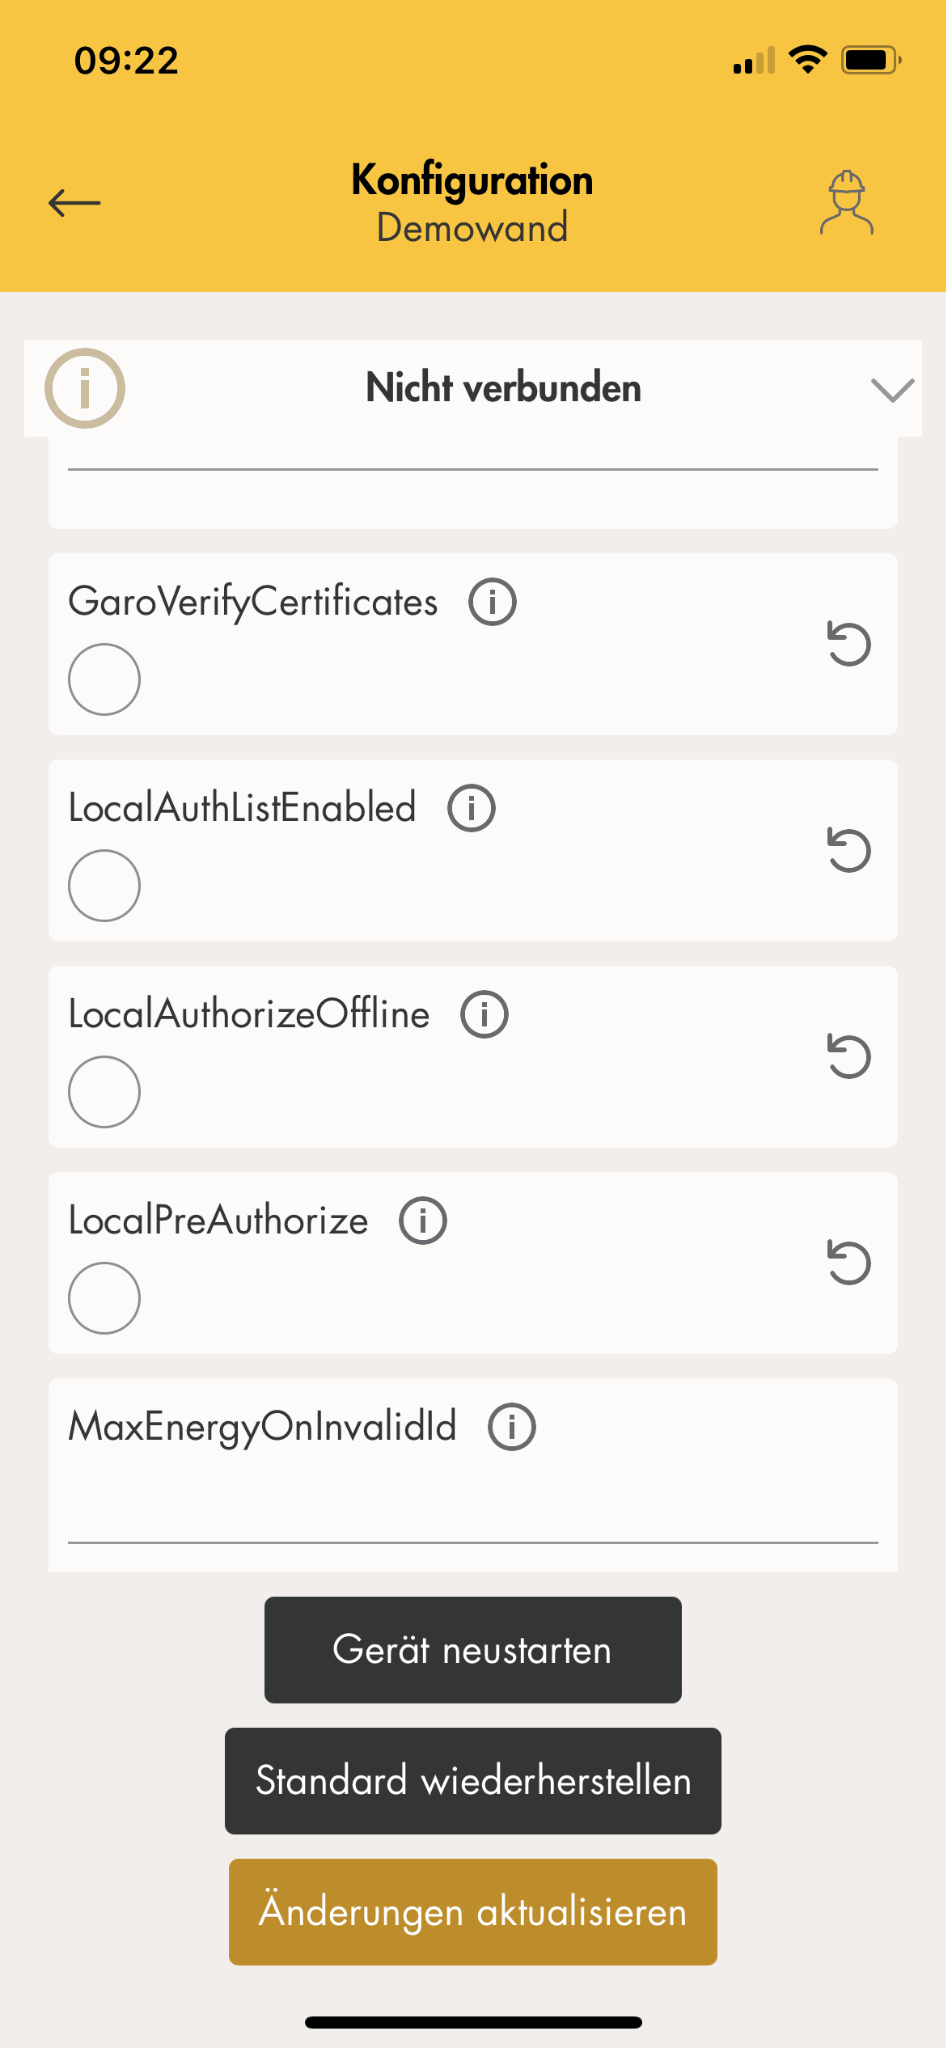 09:22
Konfiguration
Demowand
Nicht verbunden
GaroVerifyCertificates
LocalAuthListEnabled
LocalAuthorizeOffline
LocalPreAuthorize
MaxEnergyOnInvalidId
Gerät neustarten
Standard wiederherstellen
Änderungen aktualisieren